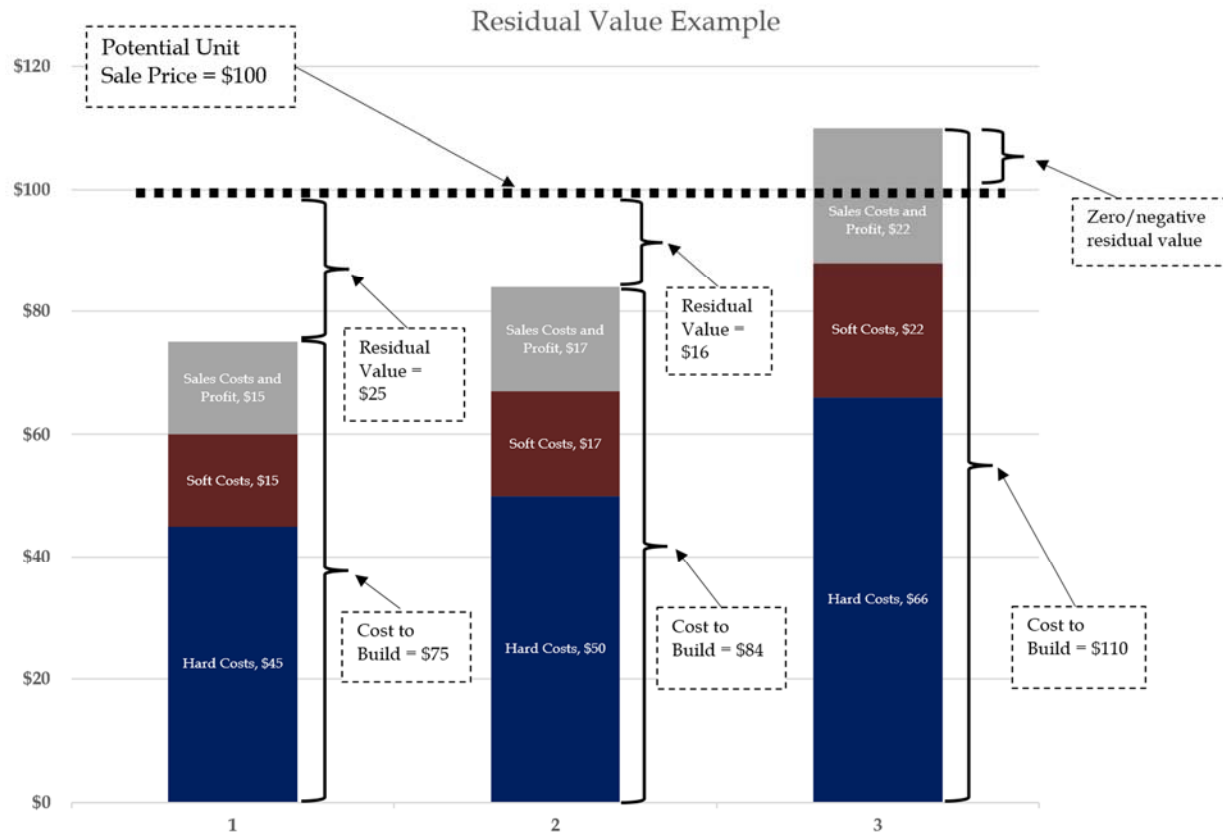 Residual Value Example
Potential Unit
Sale Price = $100
$120
$100
$80
$60
$40
$20
$0
Sales Costs and
Profit, $15
Soft Costs, $15
Hard Costs, $45
Residual
Value =
$25
Cost to
Build = $75
Sales Costs and
Profit, $17
Soft Costs, $17
Hard Costs, $50
Residual
Value =
$16
Cost to
Build = $84
Sales Costs and
Profit, $22
Soft Costs, $22
Hard Costs, $66
Zero/negative
residual value
Cost to
Build = $110
1
2
3